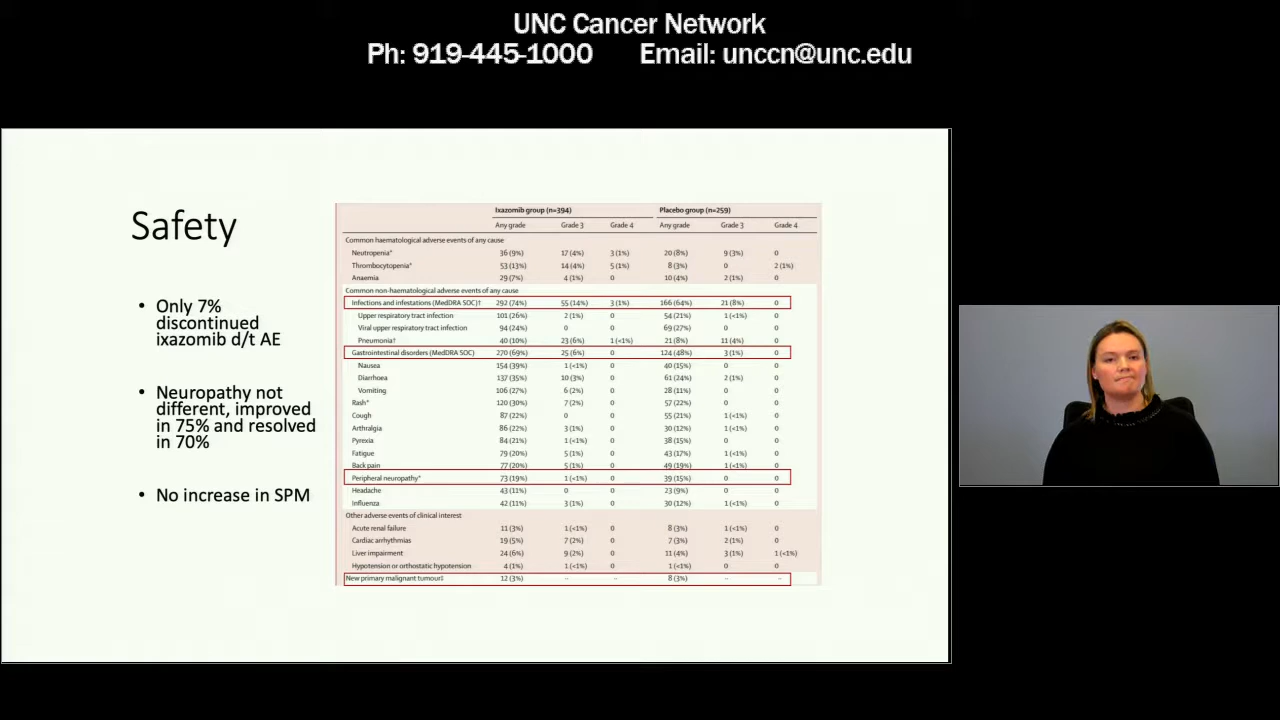 UNC Cancer Network
Ph: 919-445-1000 Email: unccn@unc.edu
Safety
• Only 7%
discontinued
ixazomib d/t AE
• Neuropathy not
different, improved
in 75% and resolved
in 70%
• No increase in SPM
Ixazomib group (n=394) Placebo group (n=259)
Any grade Grade 3 Grade 4 Any grade Grade 3 Grade 4
Common haematological adverse events of any cause
Neutropenia* 36 (9%) 17 (4%) 3 (1%) 20 (8%) 9 (3%) 0
Thrombocytopenia* 53 (13%) 14 (4%) 5 (1%) 8 (3%) 0 2 (1%)
Anaemia 29 (7%) 4 (1%) 0 10 (4%) 2 (1%) 0
Common non-haematological adverse events of any cause
Infections and infestations (MedDRA SOC)† 292 (74%) 55 (14%) 3 (1%) 166 (64%) 21 (8%) 0
Upper respiratory tract infection 101 (26%) 2 (1%) 0 54 (21%) 1 (<1%) 0
Viral upper respiratory tract infection 94 (24%) 0 0 69 (27%) 0 0
Pneumonia† 40 (10%) 23 (6%) 1 (<1%) 21 (8%) 11 (4%) 0
Gastrointestinal disorders (MedDRA SOC) 270 (69%) 25 (6%) 0 124 (48%) 3 (1%) 0
Nausea 154 (39%) 1 (<1%) 0 40 (15%) 0 0
Diarrhoea 137 (35%) 10 (3%) 0 61 (24%) 2 (1%) 0
Vomiting 106 (27%) 6 (2%) 0 28 (11%) 0 0
Rash* 120 (30%) 7 (2%) 0 57 (22%) 0 0
Cough 87 (22%) 0 0 55 (21%) 1 (<1%) 0
Arthralgia 86 (22%) 3 (1%) 0 30 (12%) 1 (<1%) 0
Pyrexia 84 (21%) 1 (<1%) 0 38 (15%) 0 0
Fatigue 79 (20%) 5 (1%) 0 43 (17%) 1 (<1%) 0
Back pain 77 (20%) 5 (1%) 0 49 (19%) 1 (<1%) 0
Peripheral neuropathy* 73 (19%) 1 (<1%) 0 39 (15%) 0 0
Headache 43 (11%) 0 0 23 (9%) 0 0
Influenza 42 (11%) 3 (1%) 0 30 (12%) 1 (<1%) 0
Other adverse events of clinical interest
Acute renal failure 11 (3%) 1 (<1%) 0 8 (3%) 1 (<1%) 0
Cardiac arrhythmias 19 (5%) 7 (2%) 0 7 (3%) 2 (1%) 0
Liver impairment 24 (6%) 9 (2%) 0 11 (4%) 3 (1%) 1 (<1%)
Hypotension or orthostatic hypotension 4 (1%) 1 (<1%) 0 1 (<1%) 0 0
New primary malignant tumour‡ 12 (3%) – – 8 (3%) – –